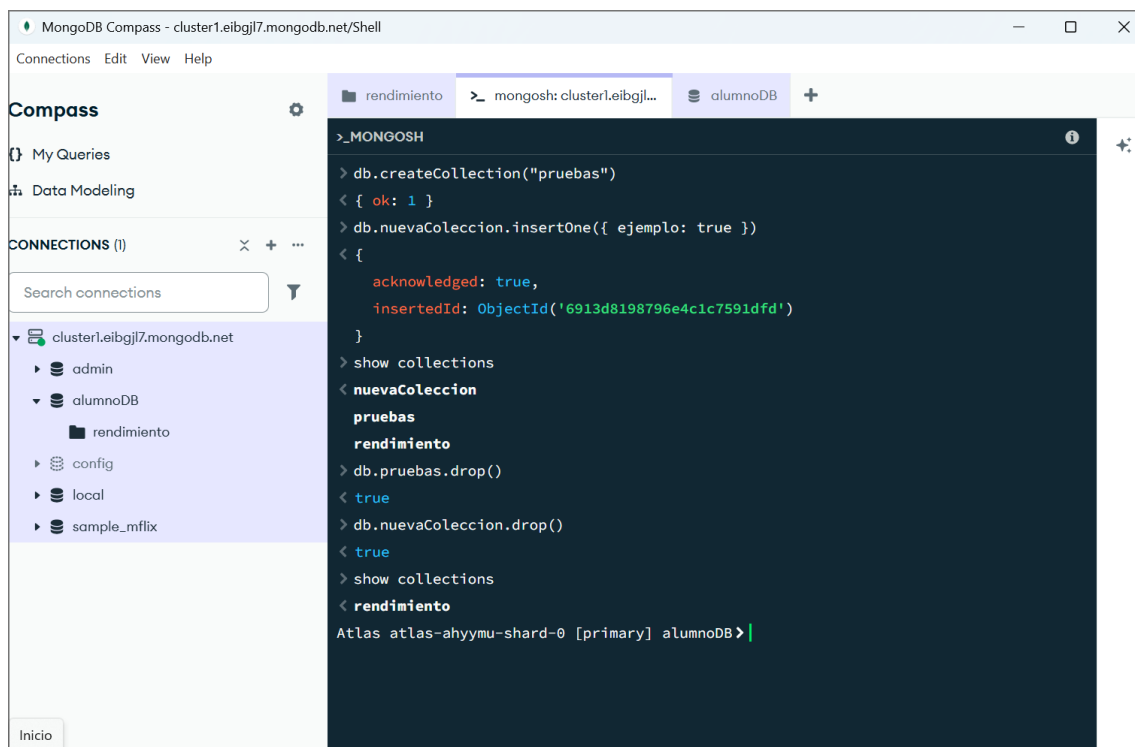 MongoDB Compass - cluster1.eibgjl7.mongodb.net/Shell
Connections Edit View Help
Compass
{} My Queries
Data Modeling
CONNECTIONS (1)
Search connections
cluster1.eibgjl7.mongodb.net
admin
alumnoDB
rendimiento
config
local
sample_mflix
Inicio
rendimiento
>_ mongosh: cluster1.eibgjl...
alumnoDB
>_MONGOSH
> db.createCollection("pruebas")
< { ok: 1 }
> db.nuevaColeccion.insertOne({ ejemplo: true })
< {
acknowledged: true,
insertedId: ObjectId('6913d8198796e4c1c7591dfd')
}
> show collections
< nuevaColeccion
pruebas
rendimiento
> db.pruebas.drop()
< true
> db.nuevaColeccion.drop()
< true
> show collections
< rendimiento
Atlas atlas-ahyymu-shard-0 [primary] alumnoDB>